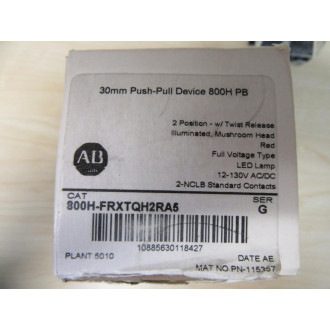 30mm Push-Pull Device 800H PB
2 Position - w/ Twist Release
Illuminated, Mushroom Head
Red
Full Voltage Type
LED Lamp
12-130V AC/DC
2-NCLB Standard Contacts
AB
CAT SER
800H-FRXTQH2RA5 G
10885630118427
PLANT 5010 DATE AE
MAT NO PN-115357